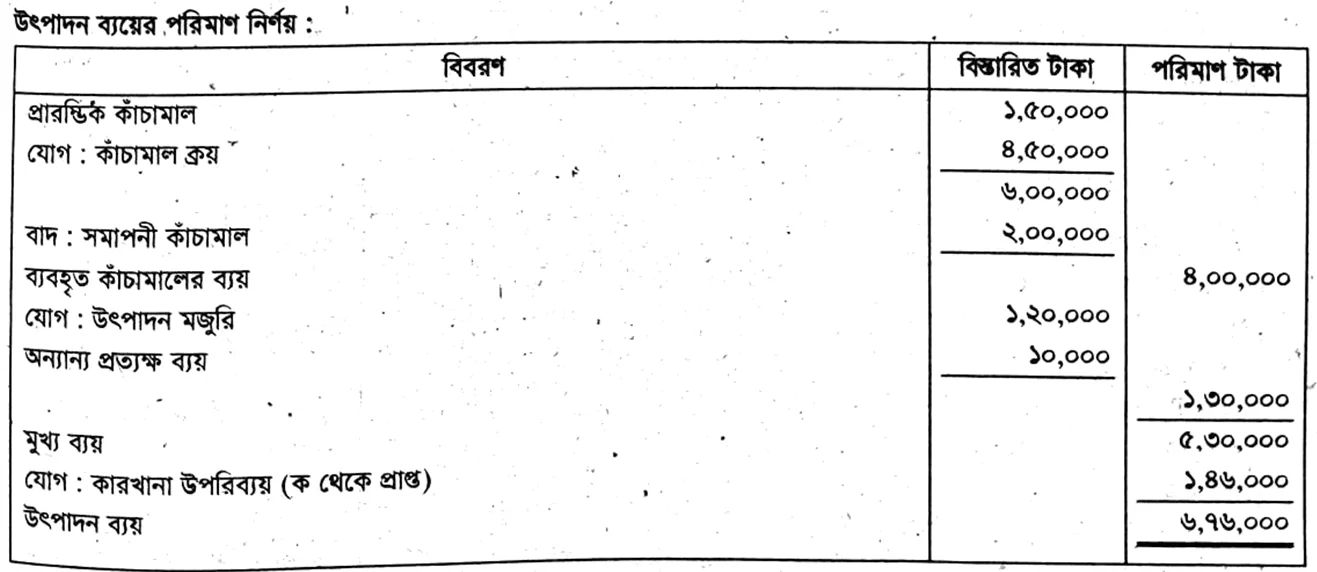 উৎপাদন ব্যয়ের পরিমাণ নির্ণয় :
বিবরণ বিস্তারিত টাকা পরিমাণ টাকা
প্রারম্ভিক কাঁচামাল ১,৫০,০০০
যোগ : কাঁচামাল ক্রয় ৪,৫০,০০০
৬,০০,০০০
বাদ : সমাপনী কাঁচামাল ২,০০,০০০
ব্যবহৃত কাঁচামালের ব্যয় ৪,০০,০০০
যোগ : উৎপাদন মজুরি ১,২০,০০০
অন্যান্য প্রত্যক্ষ ব্যয় ১০,০০০
১,৩০,০০০
মুখ্য ব্যয় ৫,৩০,০০০
যোগ : কারখানা উপরিব্যয় (ক থেকে প্রাপ্ত) ১,৪৬,০০০
উৎপাদন ব্যয় ৬,৭৬,০০০